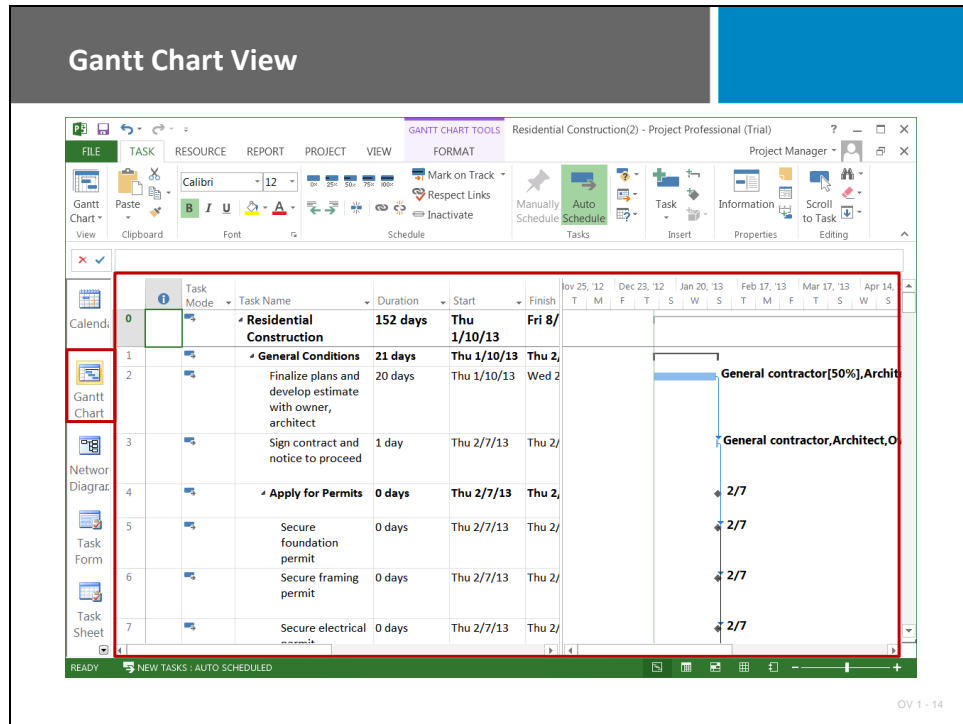 Gantt Chart View
GANTT CHART TOOLS Residential Construction(2) - Project Professional (Trial) ?
FILE TASK RESOURCE REPORT PROJECT VIEW FORMAT Project Manager
Gantt
Chart
View
Paste
Clipboard
Calibri 12
B I U A
Font
0% 25% 50% 75% 100%
Mark on Track
Respect Links
Inactivate
Schedule
Manually
Schedule
Auto
Schedule
Tasks
Task
Insert
Information
Properties
Scroll
to Task
Editing
Calenda
Gantt
Chart
Networ
Diagram
Task
Form
Task
Sheet
Task
Mode Task Name Duration Start Finish
Nov 25, '12 Dec 23, '12 Jan 20, '13 Feb 17, '13 Mar 17, '13 Apr 14,
T M F T S W S T M F T S W S
0 Residential
Construction 152 days Thu
1/10/13 Fri 8/
1 General Conditions 21 days Thu 1/10/13 Thu 2/
2 Finalize plans and
develop estimate
with owner,
architect 20 days Thu 1/10/13 Wed 2 General contractor[50%],Archit
3 Sign contract and
notice to proceed 1 day Thu 2/7/13 Thu 2/ General contractor,Architect,Ow
4 Apply for Permits 0 days Thu 2/7/13 Thu 2/ 2/7
5 Secure
foundation
permit 0 days Thu 2/7/13 Thu 2/ 2/7
6 Secure framing
permit 0 days Thu 2/7/13 Thu 2/ 2/7
7 Secure electrical
permit 0 days Thu 2/7/13 Thu 2/ 2/7
READY NEW TASKS : AUTO SCHEDULED
OV 1 - 14